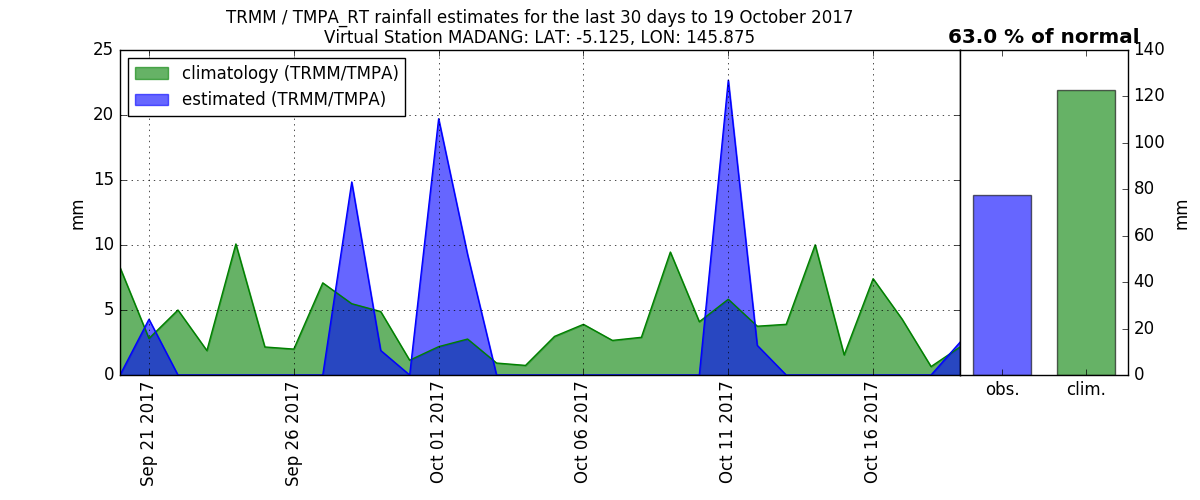 TRMM / TMPA_RT rainfall estimates for the last 30 days to 19 October 2017
Virtual Station MADANG: LAT: -5.125, LON: 145.875
63.0 % of normal
climatology (TRMM/TMPA)
estimated (TRMM/TMPA)
25
20
15
10
5
0
mm
Sep 21 2017
Sep 26 2017
Oct 01 2017
Oct 06 2017
Oct 11 2017
Oct 16 2017
140
120
100
80
60
40
20
0
mm
obs.
clim.